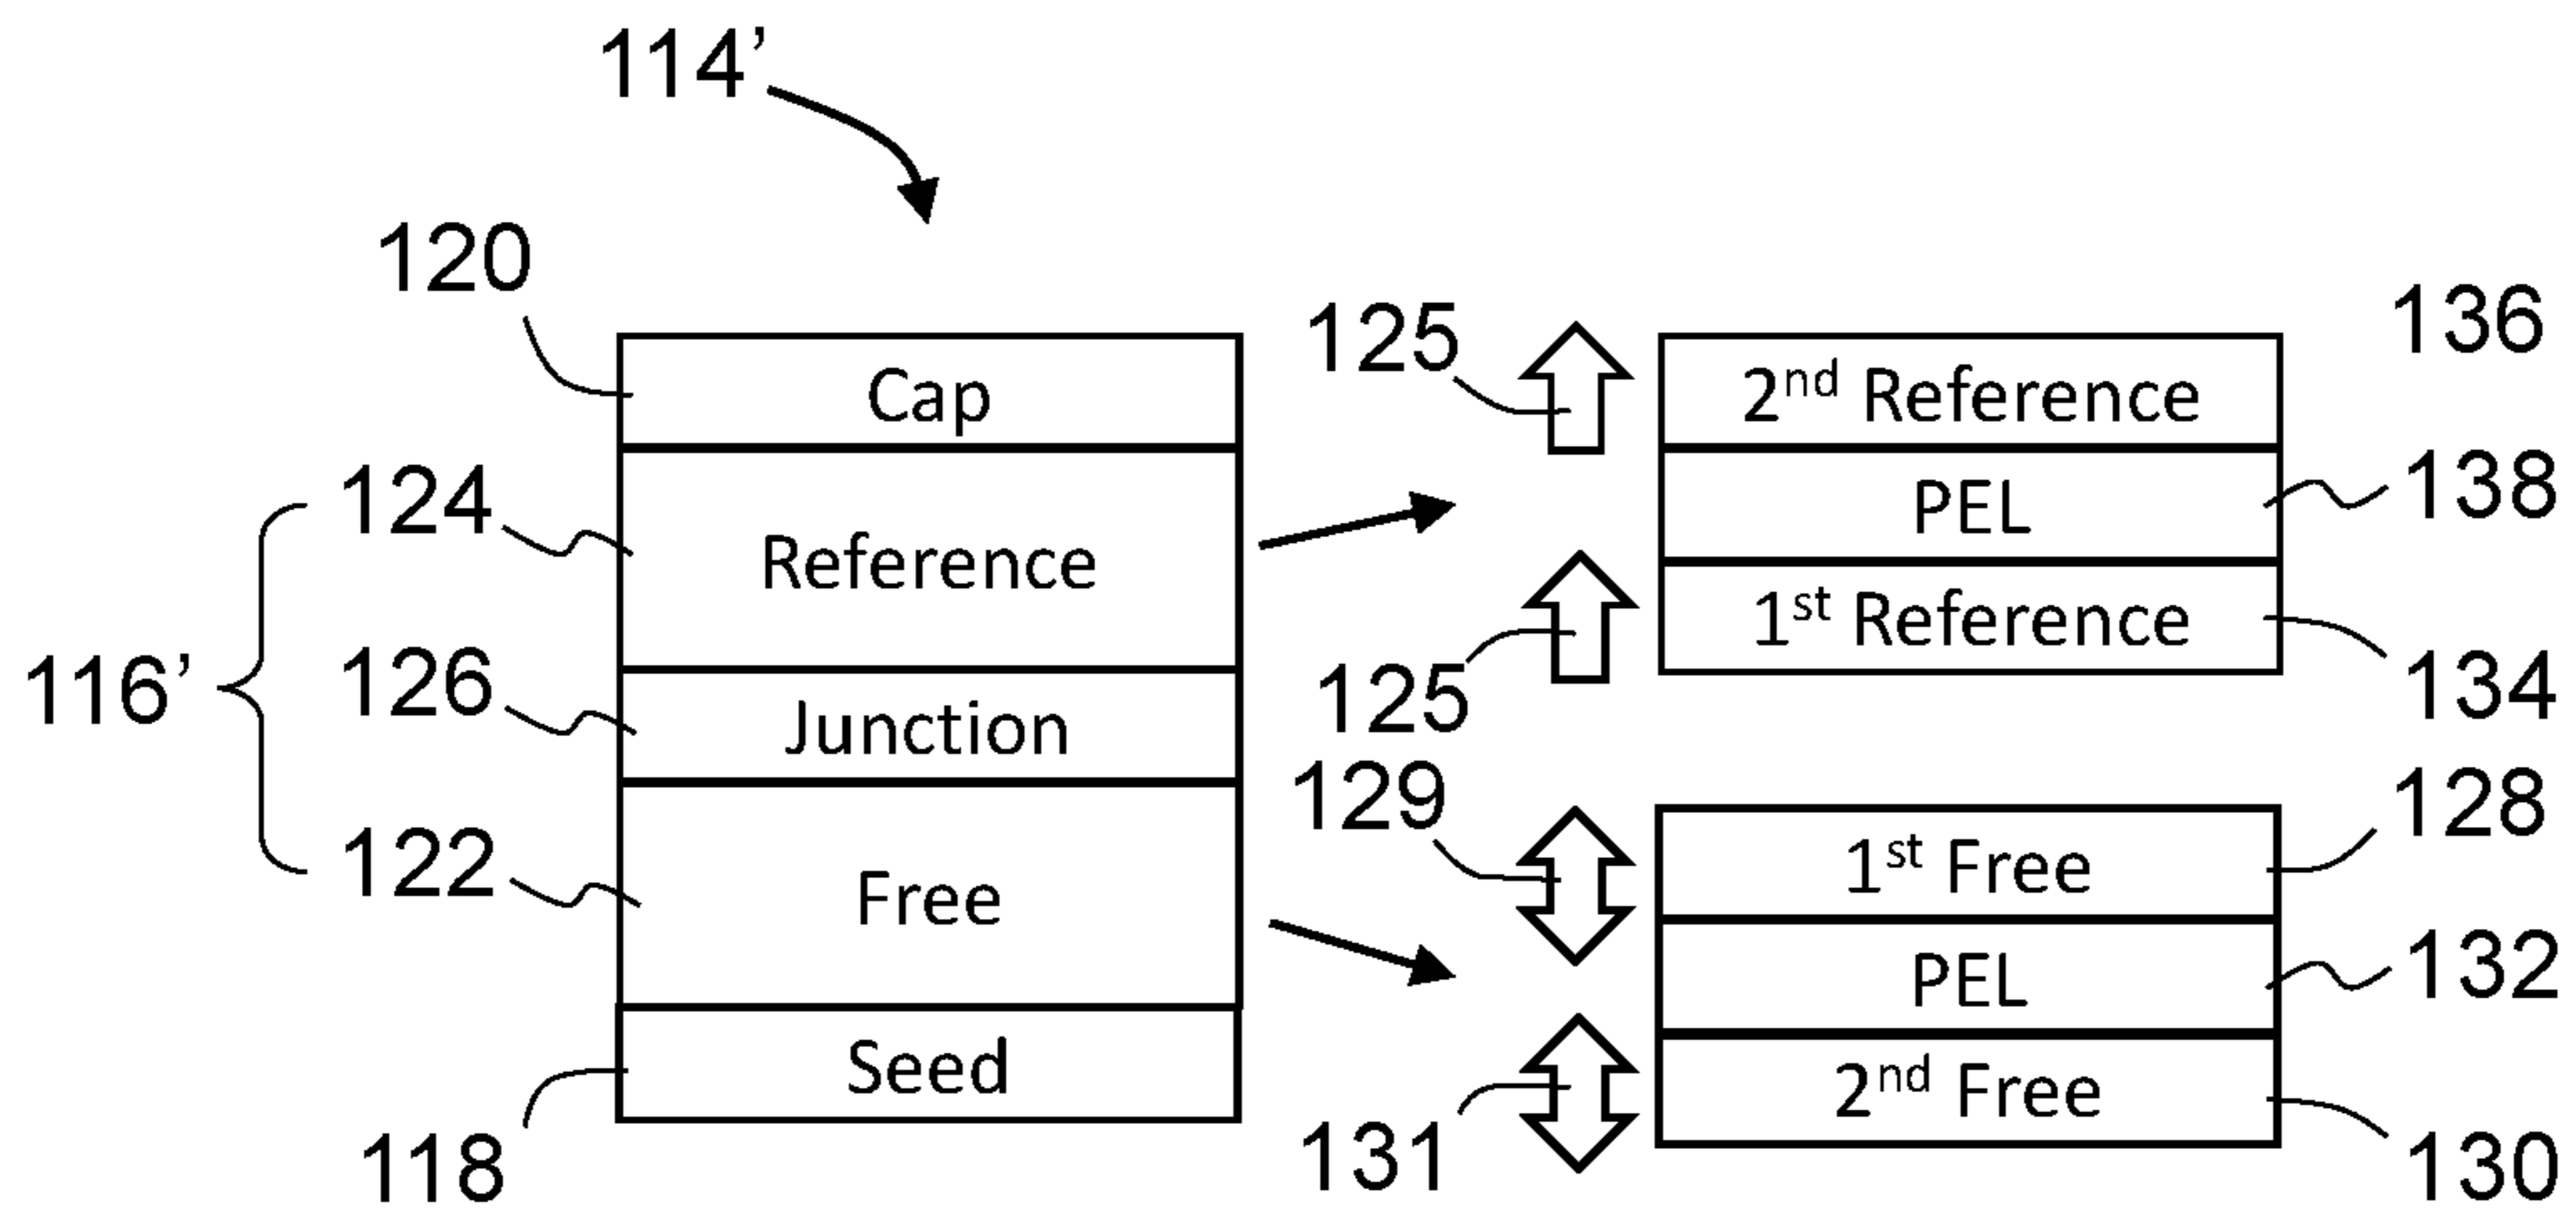 114’
120
Cap
124
Reference
126
Junction
116’
122
Free
118
Seed
125
2nd Reference
136
PEL
138
125
1st Reference
134
129
1st Free
128
PEL
132
131
2nd Free
130